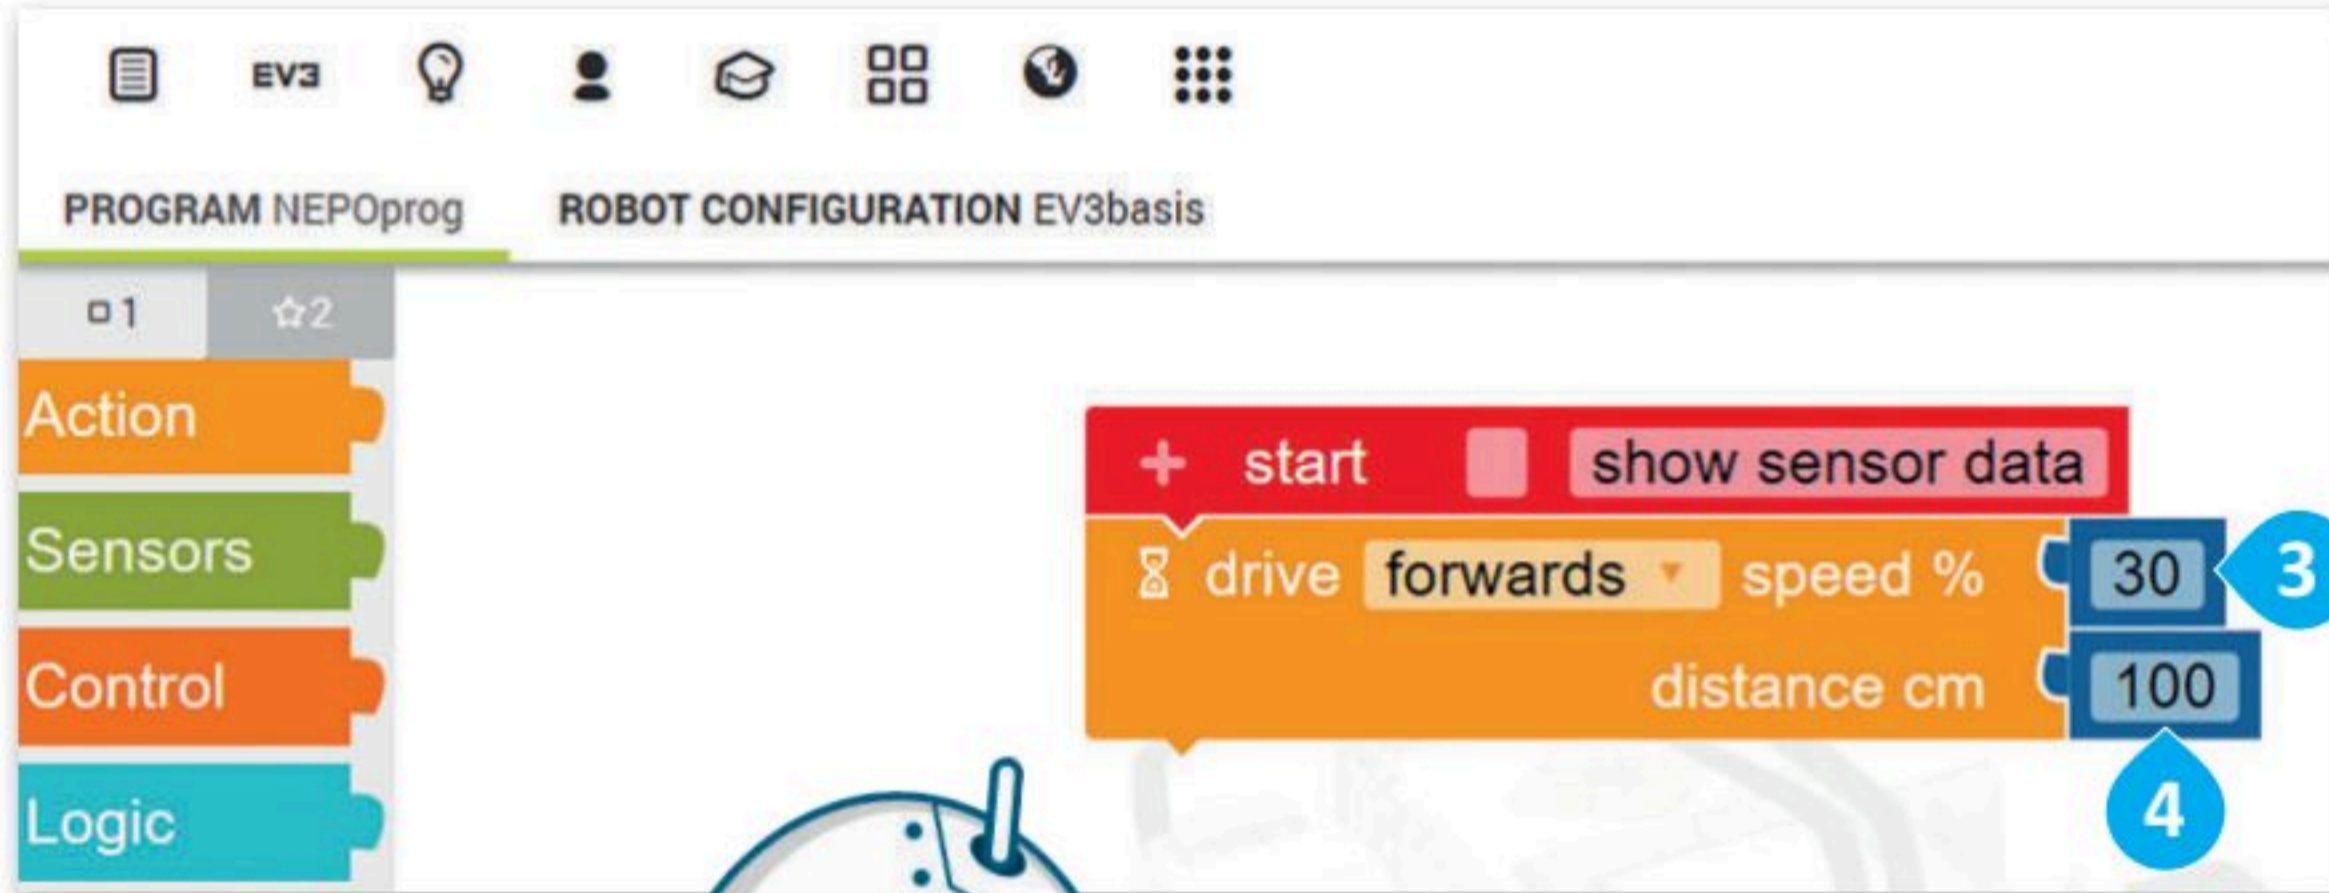 EV3
PROGRAM NEPOprog ROBOT CONFIGURATION EV3basis
1 2
Action
Sensors
Control
Logic
+ start show sensor data
drive forwards speed % 30 3
distance cm 100
4